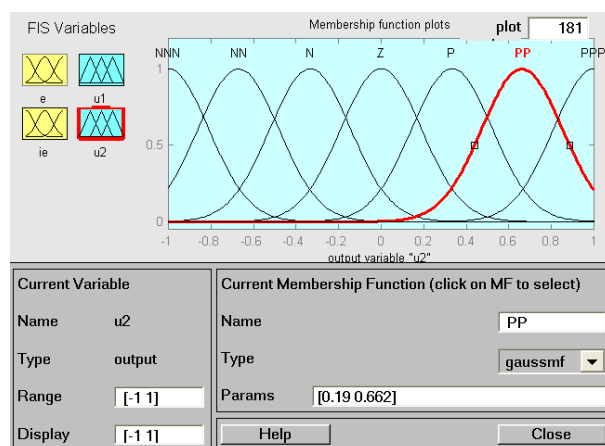 FIS Variables
Membership function plots
plot 181
e
u1
ie
u2
NNN NN N Z P PP PPP
1
0.5
0
-1 -0.8 -0.6 -0.4 -0.2 0 0.2 0.4 0.6 0.8 1
output variable "u2"
Current Variable
Name u2
Type output
Range [-1 1]
Display [-1 1]
Current Membership Function (click on MF to select)
Name PP
Type gaussmf
Params [0.19 0.662]
Help Close